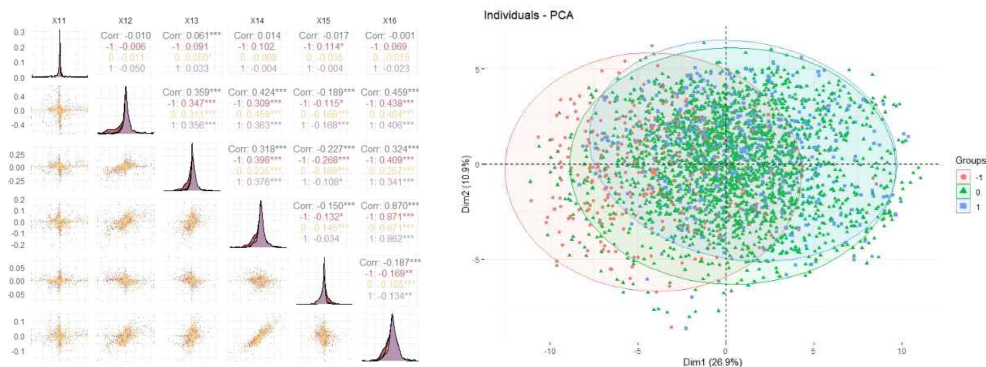 X11 X12 X13 X14 X15 X16
Corr: -0.010 Corr: 0.061*** Corr: 0.014 Corr: -0.017 Corr: -0.001
-1: -0.006 -1: 0.091 -1: 0.102 -1: 0.114* -1: 0.069
0: -0.011 0: 0.050* 0: -0.008 0: -0.035 0: -0.015
1: -0.050 1: 0.033 1: -0.004 1: -0.004 1: -0.023
0.3
0.2
0.1
0.0
Corr: 0.359*** Corr: 0.424*** Corr: -0.189*** Corr: 0.459***
-1: 0.347*** -1: 0.309*** -1: -0.115* -1: 0.438***
0: 0.311*** 0: 0.459*** 0: 0.454***
1: 0.356*** 1: 0.363*** 1: -0.168*** 1: 0.406***
0.4
0.0
-0.4
Corr: 0.318*** Corr: -0.227*** Corr: 0.324***
-1: 0.398*** -1: -0.268*** -1: 0.409***
0: 0.257***
1: 0.376*** 1: -0.108* 1: 0.341***
0.25
0.00
-0.25
Corr: -0.150*** Corr: 0.870***
-1: -0.132* -1: 0.871***
0: -0.145*** 0: 0.871***
1: -0.034 1: 0.862***
0.2
0.1
0.0
-0.1
-0.2
Corr: -0.187***
-1: -0.169**
1: -0.134**
0.05
0.00
-0.05
0.1
0.0
-0.1
Individuals - PCA
Dim2 (10.9%)
5
0
-5
-10 -5 0 5 10
Dim1 (26.9%)
Groups
-1
0
1